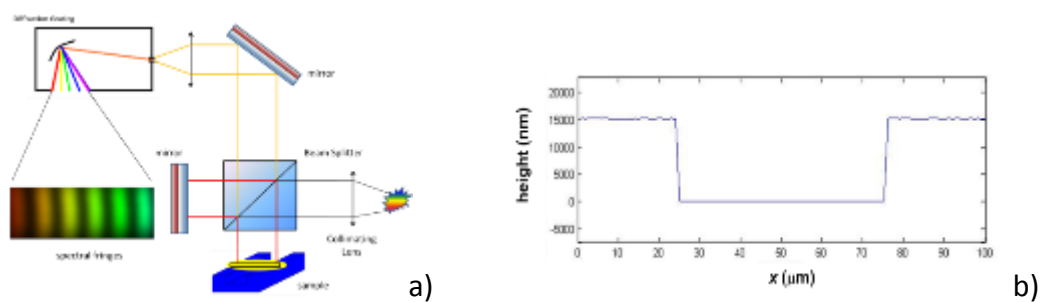 Diffraction Grating
mirror
mirror
Beam Splitter
Collimating
Lens
spectral fringes
sample
a)
height (nm)
20000
15000
10000
5000
0
-5000
0 10 20 30 40 50 60 70 80 90 100
x (μm)
b)